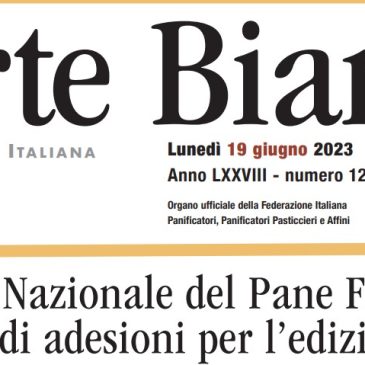 rte Bian
ITALIANA
Lunedì 19 giugno 2023
Anno LXXVIII - numero 12
Organo ufficiale della Federazione Italiana
Panificatori, Panificatori Pasticcieri e Affini
Nazionale del Pane F
di adesioni per l'edizi